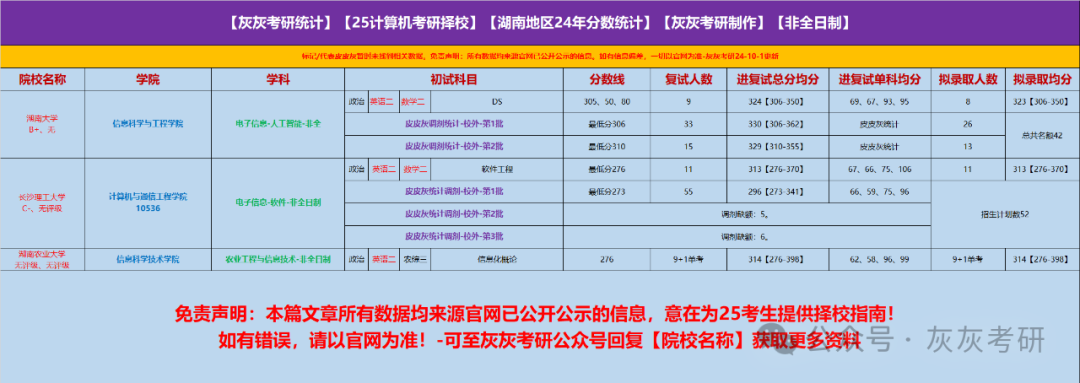 【灰灰考研统计】【25计算机考研择校】【湖南地区24年分数统计】【灰灰考研制作】【非全日制】
标记/代表皮皮灰暂时未搜到相关数据，免责声明：所有数据均来源官网已公开公示的信息。如有信息偏差，一切以官网为准-灰灰考研24-10-1更新
院校名称 学院 学科 初试科目 分数线 复试人数 进复试总分均分 进复试单科均分 拟录取人数 拟录取均分
湖南大学
B+、无
信息科学与工程学院 电子信息-人工智能-非全
政治 英语二 数学二 DS 305、50、80 9 324【306-350】 69、67、93、95 8 323【306-350】
皮皮灰调剂统计-校外-第1批 最低分306 33 330【306-362】 皮皮灰统计 26
皮皮灰调剂统计-校外-第2批 最低分310 15 329【310-355】 皮皮灰统计 13
总共名额42
长沙理工大学
C-、无评级
计算机与通信工程学院
10536
电子信息-软件-非全日制
政治 英语二 数学二 软件工程 最低分276 11 313【276-370】 67、66、75、106 11 313【276-370】
皮皮灰统计调剂-校外-第1批 最低分273 55 296【273-341】 66、59、75、96
皮皮灰统计调剂-校外-第2批 调剂缺额：5。
皮皮灰统计调剂-校外-第3批 调剂缺额：6。
招生计划数52
湖南农业大学
无评级、无评级
信息科学技术学院 农业工程与信息技术-非全日制 政治 英语二 农综三 信息化概论 276 9+1单考 314【276-398】 62、58、96、99 9+1单考 314【276-398】
免责声明：本篇文章所有数据均来源官网已公开公示的信息，意在为25考生提供择校指南！
如有错误，请以官网为准！-可至灰灰考研公众号回复【院校名称】获取更多资料
公众号 · 灰灰考研